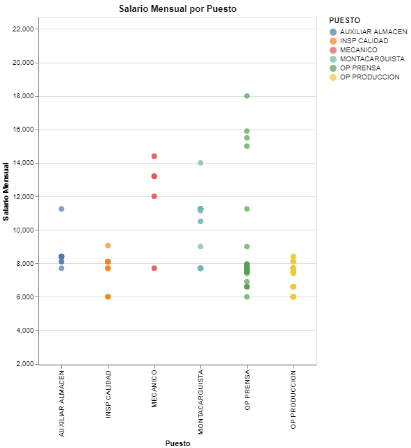 Salario Mensual por Puesto
PUESTO
AUXILIAR ALMACEN
INSP CALIDAD
MECANICO
MONTACARGUISTA
OP PRENSA
OP PRODUCCION
22,000
20,000
18,000
16,000
14,000
12,000
10,000
8,000
6,000
4,000
2,000
Salario Mensual
AUXILIAR ALMACEN
INSP CALIDAD
MECANICO
MONTACARGUISTA
OP PRENSA
OP PRODUCCION
Puesto